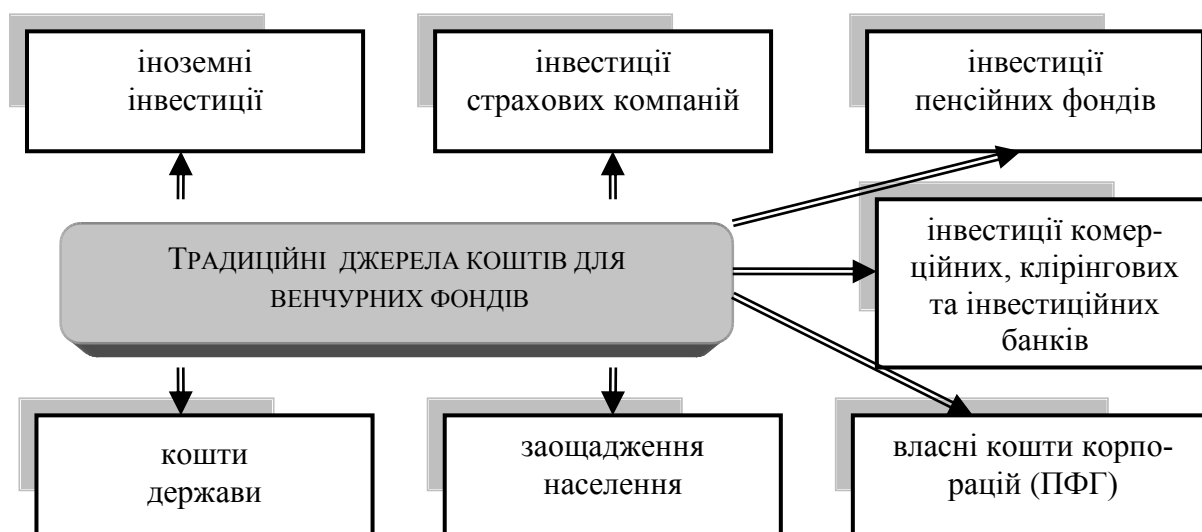 іноземні
інвестиції
інвестиції
страхових компаній
інвестиції
пенсійних фондів
ТРАДИЦІЙНІ ДЖЕРЕЛА КОШТІВ ДЛЯ
ВЕНЧУРНИХ ФОНДІВ
інвестиції комер-
ційних, клірінгових
та інвестиційних
банків
кошти
держави
заощадження
населення
власні кошти корпо-
рацій (ПФГ)